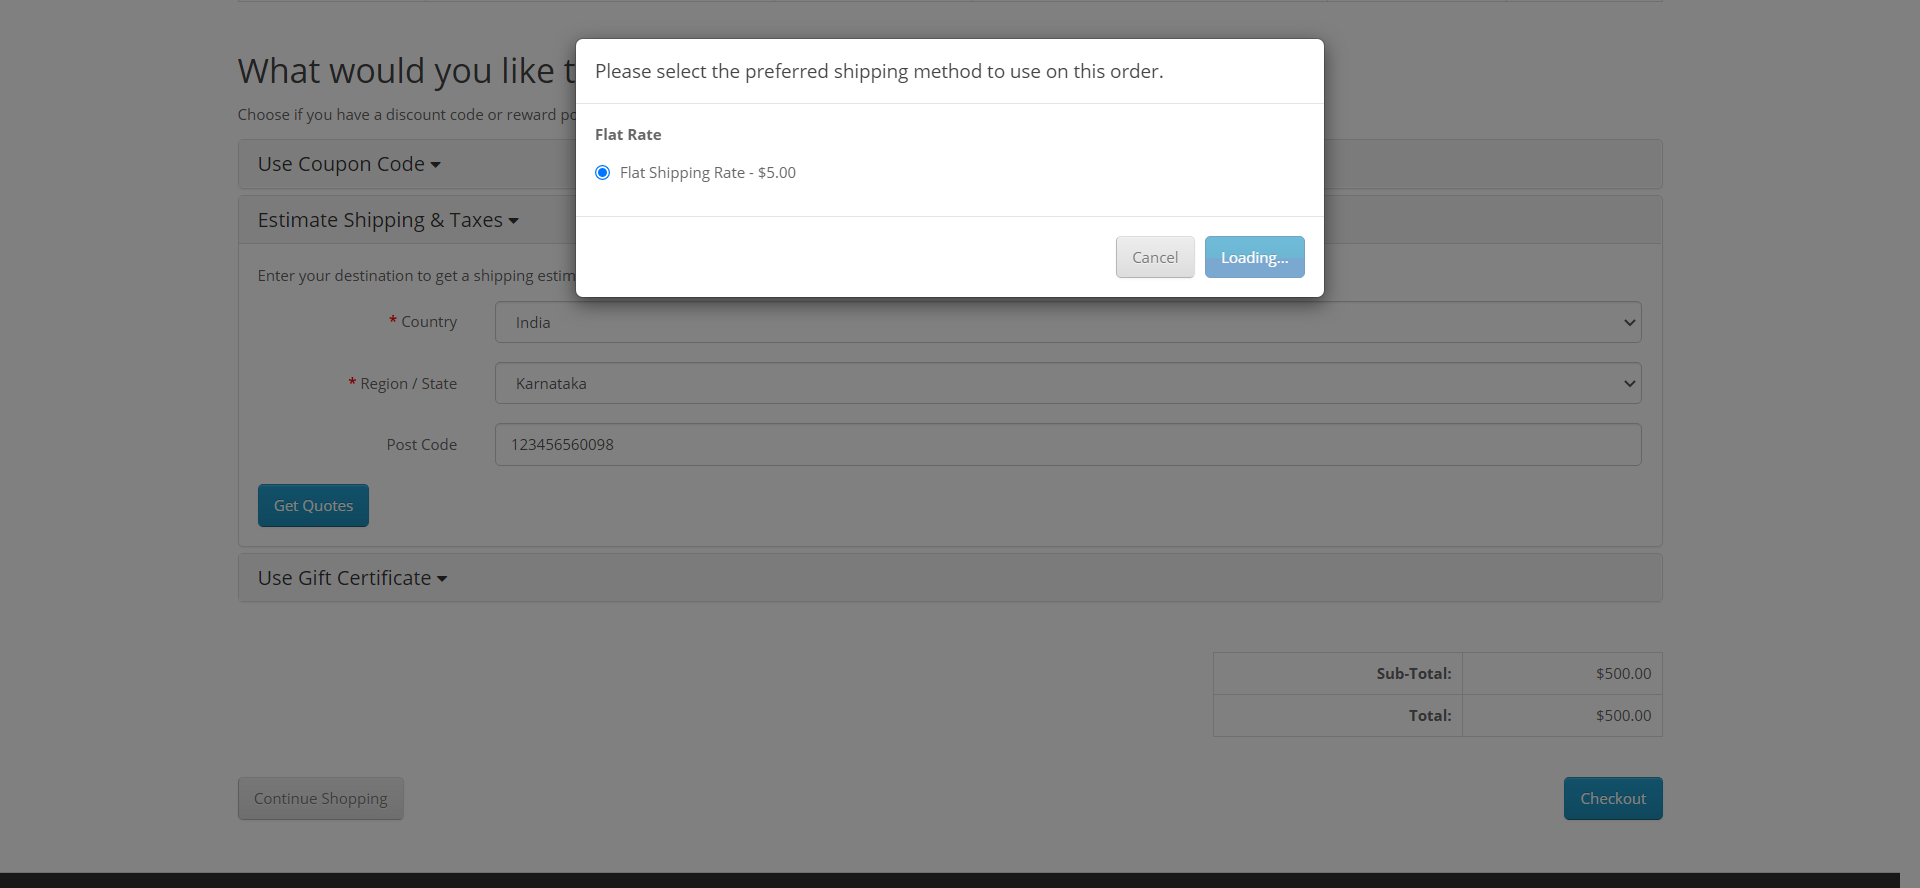 What would you like t
Choose if you have a discount code or reward po
Please select the preferred shipping method to use on this order.
Flat Rate
Flat Shipping Rate - $5.00
Cancel
Loading...
Use Coupon Code
Estimate Shipping & Taxes
Enter your destination to get a shipping estim
* Country
India
* Region / State
Karnataka
Post Code
123456560098
Get Quotes
Use Gift Certificate
Sub-Total: $500.00
Total: $500.00
Continue Shopping
Checkout